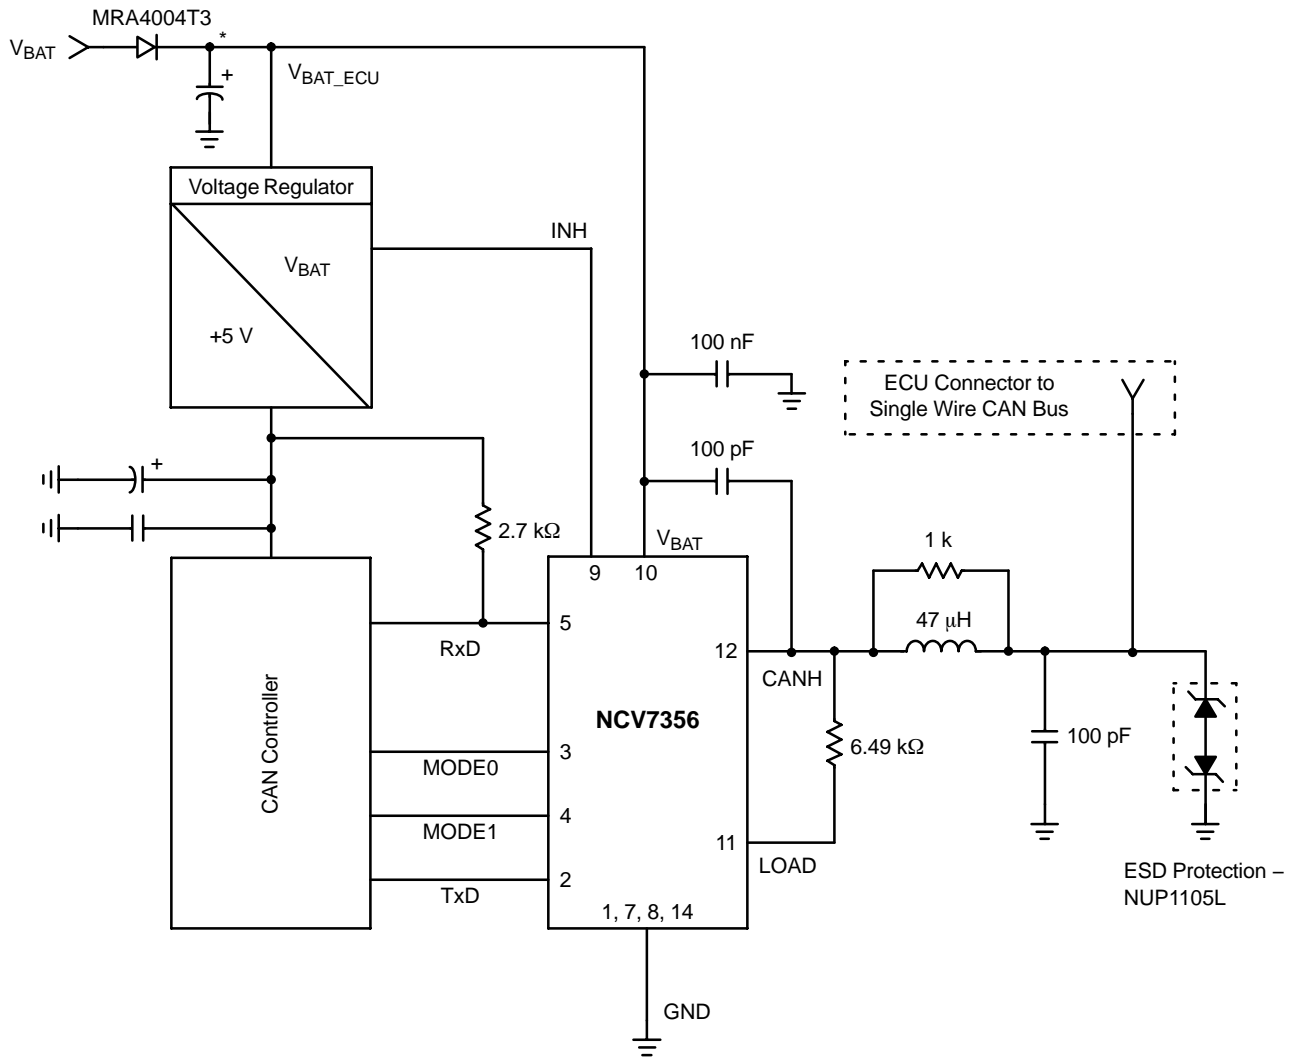 MRA4004T3
VBAT
*
+
VBAT_ECU
Voltage Regulator
INH
VBAT
+5 V
100 nF
ECU Connector to
Single Wire CAN Bus
100 pF
+
2.7 kΩ
VBAT
1 k
9
10
47 μH
5
RxD
12
CANH
CAN Controller
NCV7356
6.49 kΩ
100 pF
3
MODE0
4
MODE1
11
LOAD
2
TxD
ESD Protection –
NUP1105L
1, 7, 8, 14
GND